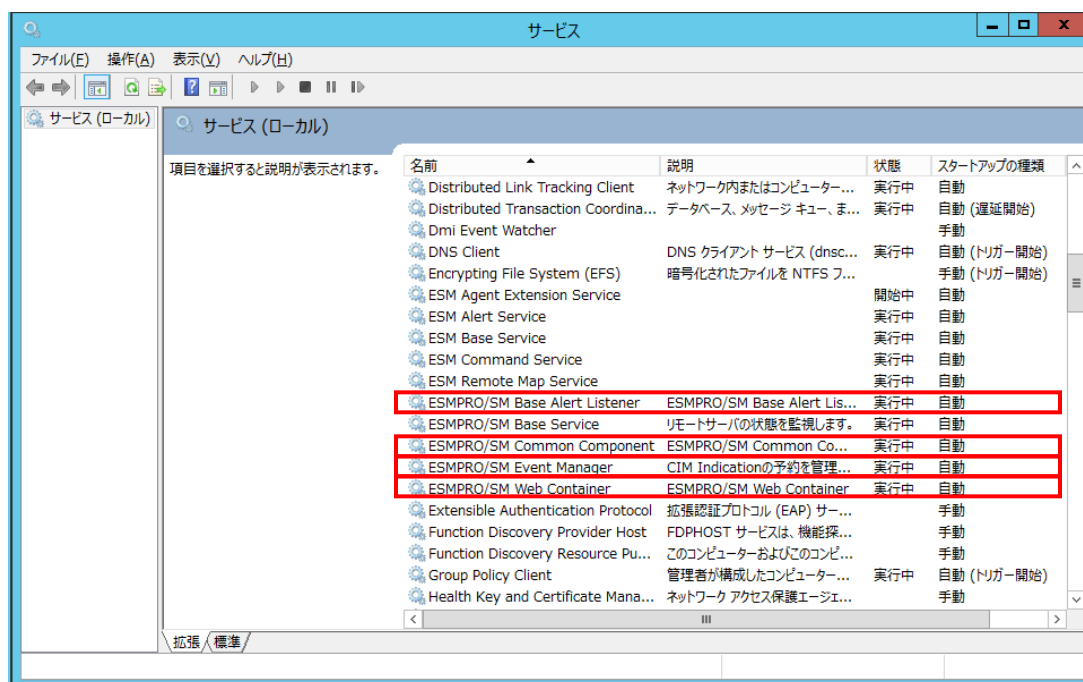 サービス
ファイル(F) 操作(A) 表示(V) ヘルプ(H)
サービス (ローカル)
サービス (ローカル)
項目を選択すると説明が表示されます。
名前 説明 状態 スタートアップの種類
Distributed Link Tracking Client ネットワーク内またはコンピューター... 実行中 自動
Distributed Transaction Coordina... データベース、メッセージ キュー、ま... 実行中 自動 (遅延開始)
Dmi Event Watcher 手動
DNS Client DNS クライアント サービス (dnsc... 実行中 自動 (トリガー開始)
Encrypting File System (EFS) 暗号化されたファイルを NTFS フ... 手動 (トリガー開始)
ESM Agent Extension Service 開始中 自動
ESM Alert Service 実行中 自動
ESM Base Service 実行中 自動
ESM Command Service 実行中 自動
ESM Remote Map Service 実行中 自動
ESMPRO/SM Base Alert Listener ESMPRO/SM Base Alert Lis... 実行中 自動
ESMPRO/SM Base Service リモートサーバの状態を監視します。 実行中 自動
ESMPRO/SM Common Component ESMPRO/SM Common Co... 実行中 自動
ESMPRO/SM Event Manager CIM Indicationの予約を管理... 実行中 自動
ESMPRO/SM Web Container ESMPRO/SM Web Container 実行中 自動
Extensible Authentication Protocol 拡張認証プロトコル (EAP) サー... 手動
Function Discovery Provider Host FDPHOST サービスは、機能探... 手動
Function Discovery Resource Pu... このコンピューターおよびこのコンピ... 手動
Group Policy Client 管理者が構成したコンピューター... 実行中 自動 (トリガー開始)
Health Key and Certificate Mana... ネットワーク アクセス保護エージェ... 手動
拡張 標準